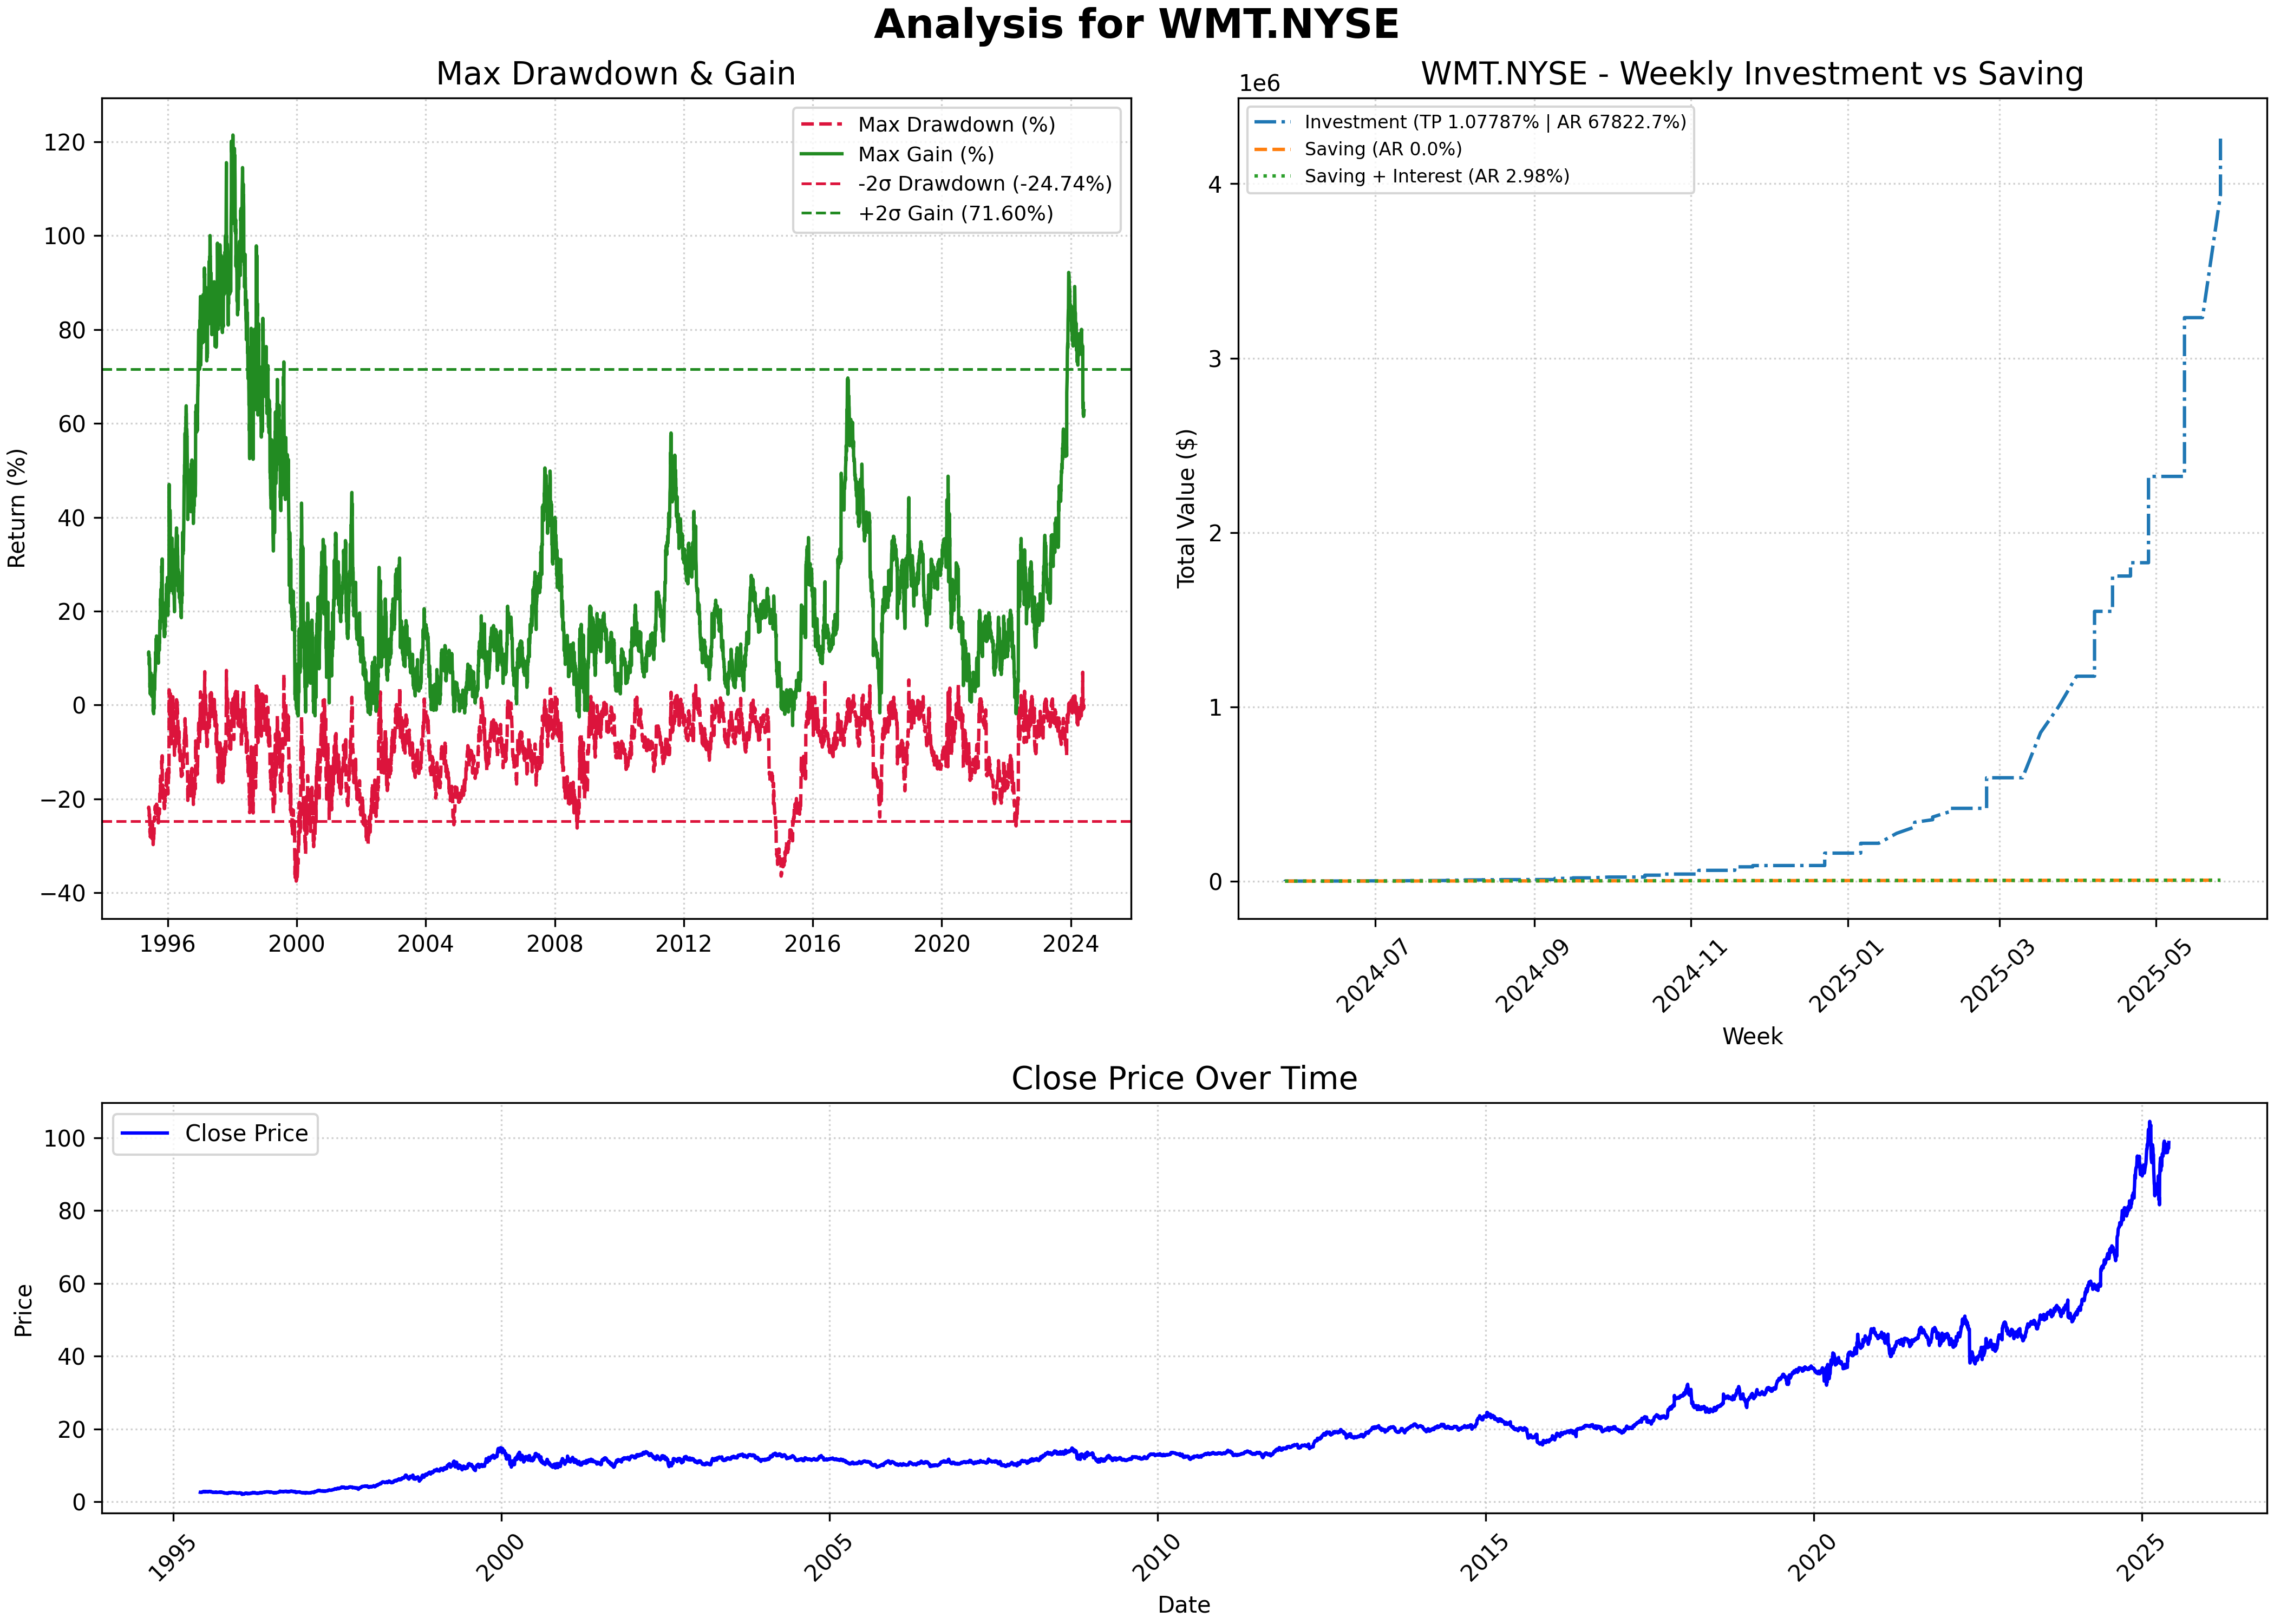 Analysis for WMT.NYSE
Max Drawdown & Gain
Max Drawdown (%)
Max Gain (%)
-2σ Drawdown (-24.74%)
+2σ Gain (71.60%)
Return (%)
120
100
80
60
40
20
0
−20
−40
1996
2000
2004
2008
2012
2016
2020
2024
WMT.NYSE - Weekly Investment vs Saving
1e6
Investment (TP 1.07787% | AR 67822.7%)
Saving (AR 0.0%)
Saving + Interest (AR 2.98%)
Total Value ($)
4
3
2
1
0
2024-07
2024-09
2024-11
2025-01
2025-03
2025-05
Week
Close Price Over Time
Close Price
Price
100
80
60
40
20
0
1995
2000
2005
2010
2015
2020
2025
Date